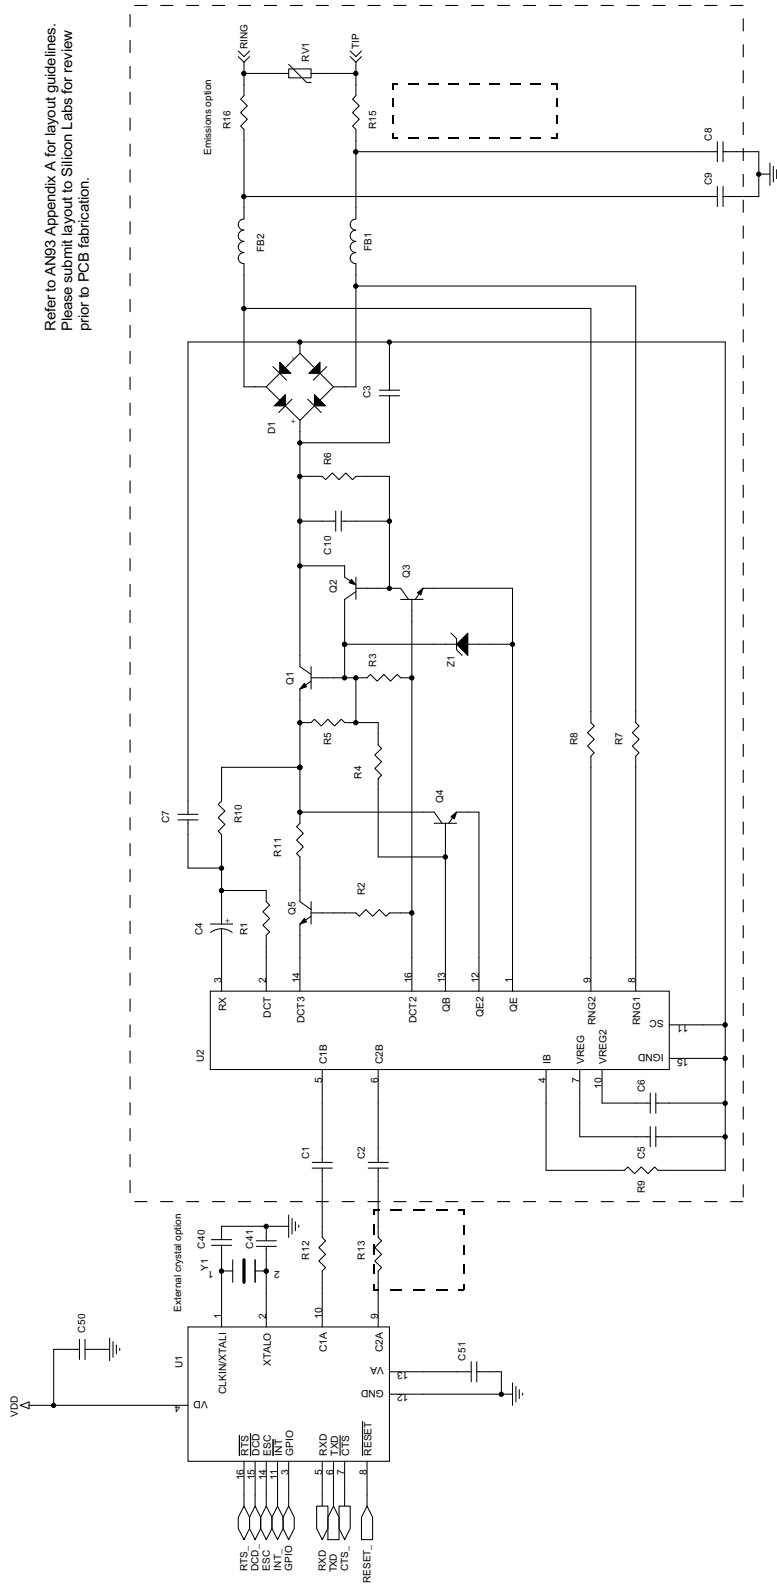 Refer to AN93 Appendix A for layout guidelines.
Please submit layout to Silicon Labs for review
prior to PCB fabrication.
RING
RV1
TIP
R16
Emissions option
R15
C8
C9
FB2
FB1
D1
+
-
C3
R6
C10
Q2
Q3
Q1
R3
Z1
R5
R4
Q4
R8
R7
C7
R10
R11
C4
+
R1
Q5
R2
3
2
14
16
13
12
1
9
8
RX
DCT
DCT3
DCT2
QB
QE2
QE
RNG2
RNG1
SC
11
IGND
15
U2
C1B
C2B
IB
VREG
VREG2
5
6
4
7
10
C6
C5
R9
C1
C2
External crystal option
C40
C41
Y1
1
2
R12
R13
1
2
10
9
CLKIN/XTALI
XTALO
C1A
C2A
U1
VDD
C50
4
VD
VA
13
GND
12
C51
RTS
DCD
ESC
INT
GPIO
RXD
TXD
CTS
RESET
16
15
14
11
3
5
6
7
8
RTS_
DCD_
ESC
INT_
GPIO
RXD
TXD
CTS_
RESET_